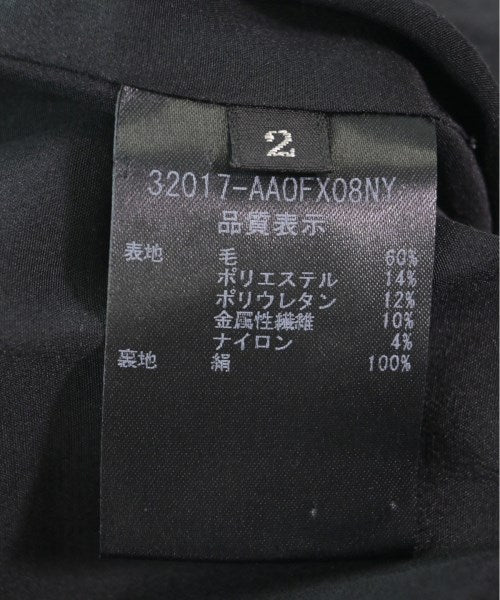 2
32017-AA0FX08NY
品質表示
表地 毛 60%
ポリエステル 14%
ポリウレタン 12%
金属性繊維 10%
ナイロン 4%
裏地 絹 100%